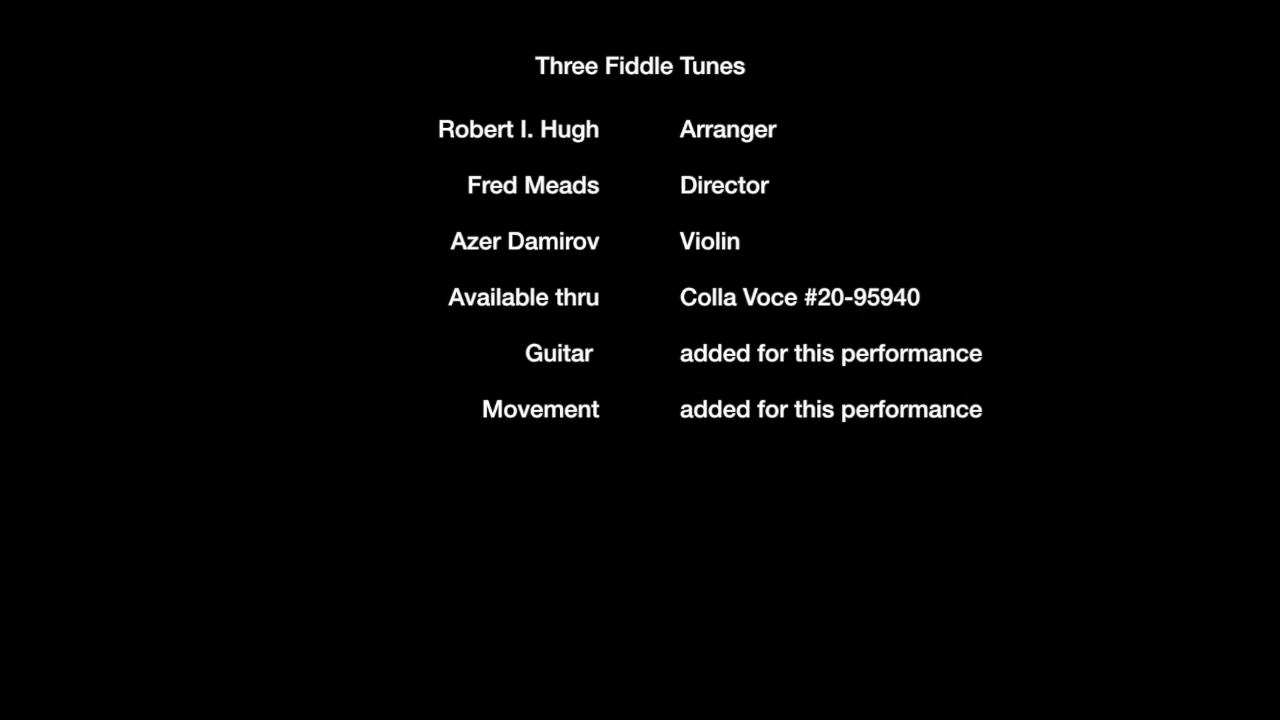 Three Fiddle Tunes
Robert I. Hugh Arranger
Fred Meads Director
Azer Damirov Violin
Available thru Colla Voce #20-95940
Guitar added for this performance
Movement added for this performance